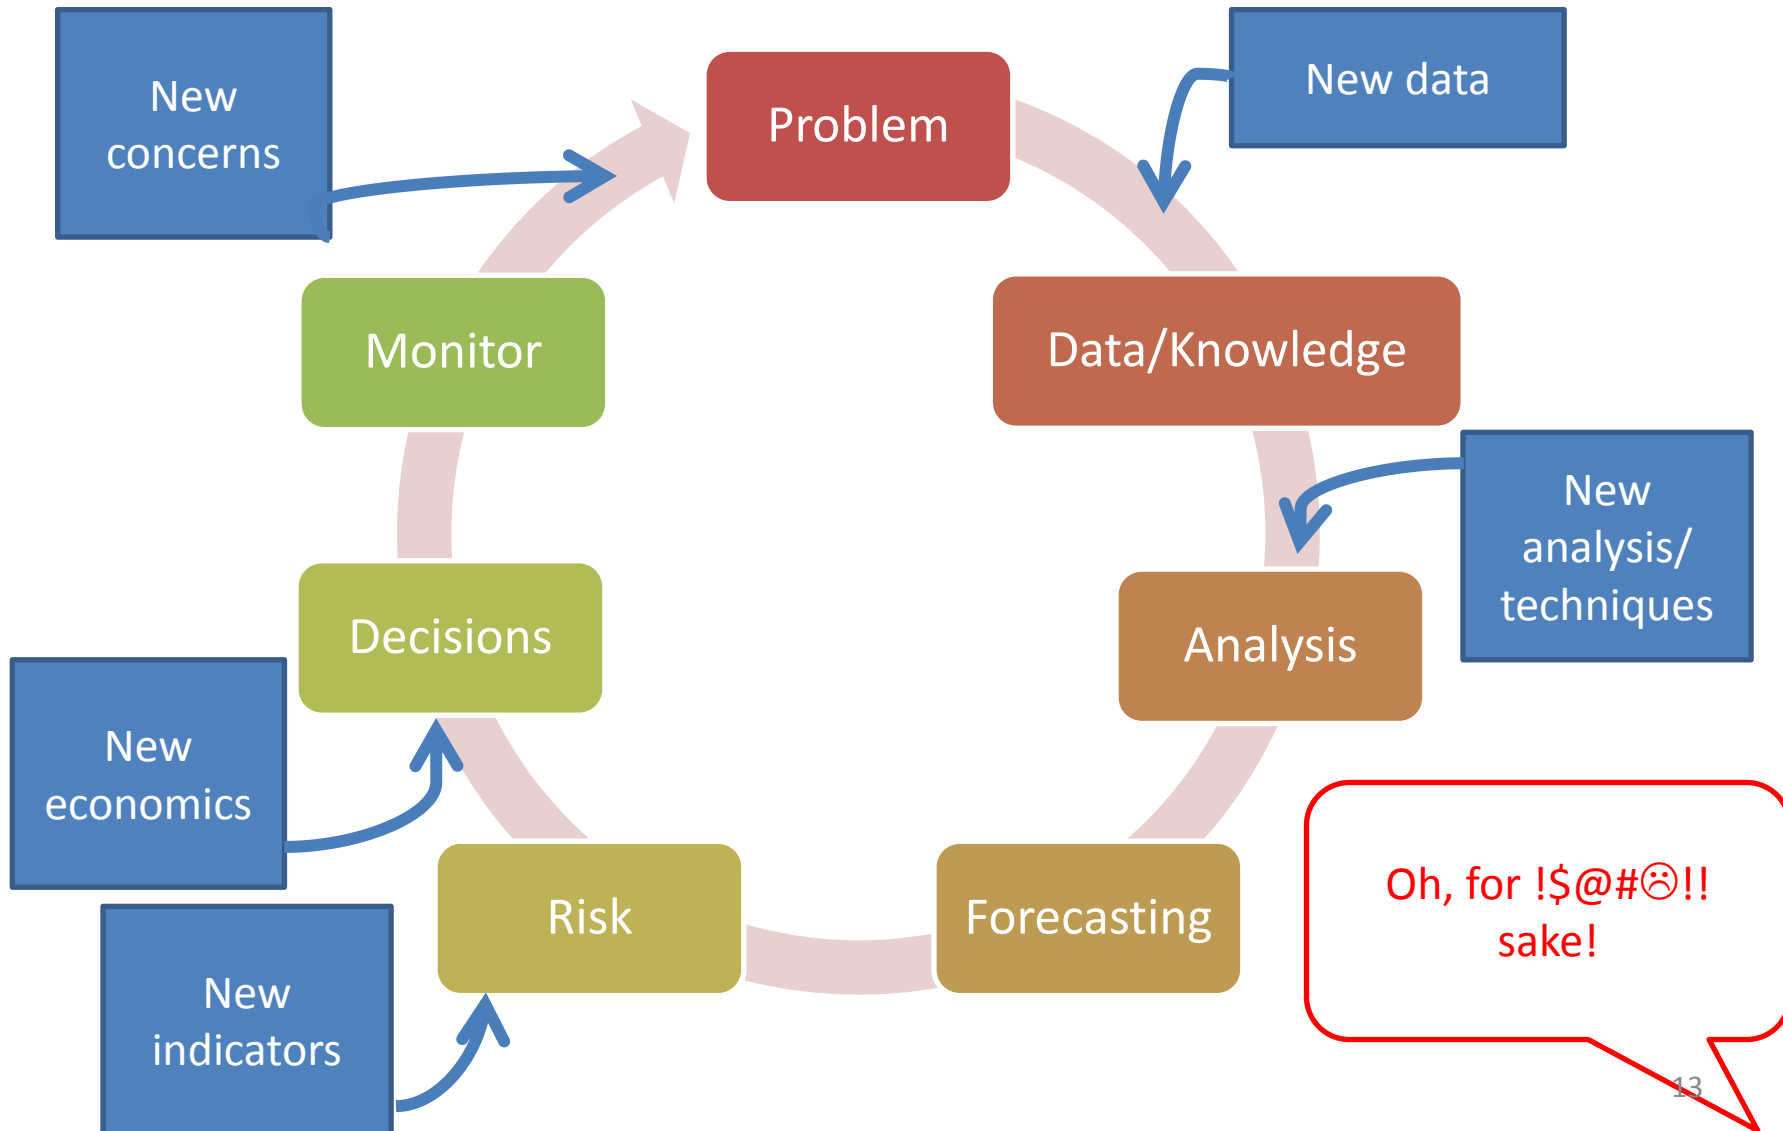 New
concerns
Problem
New data
Monitor
Data/Knowledge
New
analysis/
techniques
Decisions
Analysis
New
economics
Risk
Forecasting
Oh, for !$@#☹!!
sake!
New
indicators
13